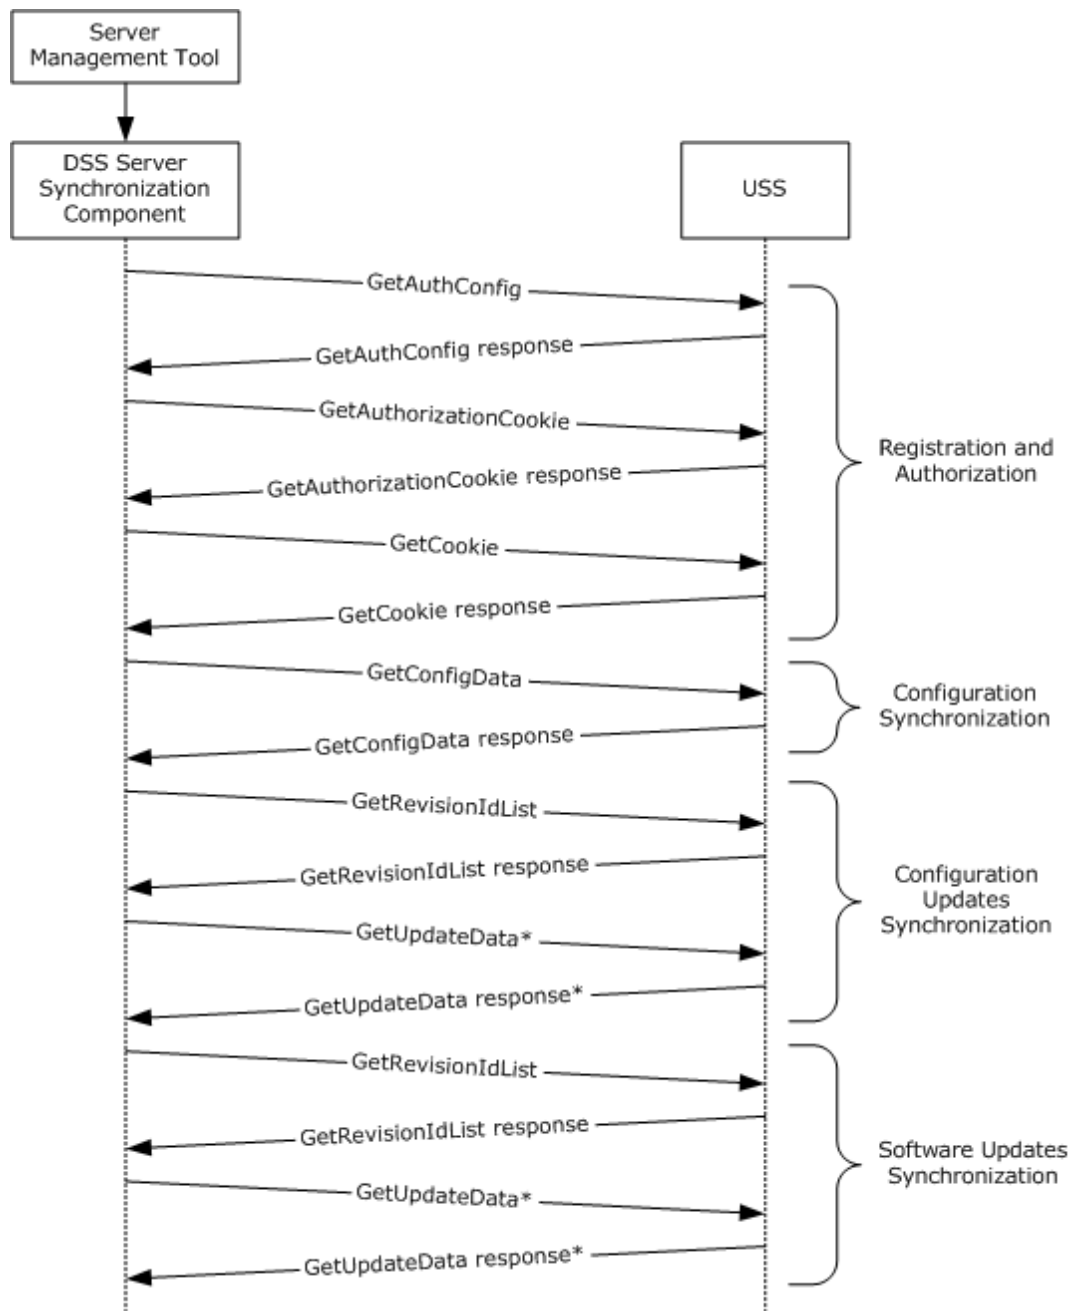 Server
Management Tool
DSS Server
Synchronization
Component
USS
GetAuthConfig
GetAuthConfig response
GetAuthorizationCookie
GetAuthorizationCookie response
GetCookie
GetCookie response
Registration and
Authorization
GetConfigData
GetConfigData response
Configuration
Synchronization
GetRevisionIdList
GetRevisionIdList response
GetUpdateData*
GetUpdateData response*
Configuration
Updates
Synchronization
GetRevisionIdList
GetRevisionIdList response
GetUpdateData*
GetUpdateData response*
Software Updates
Synchronization